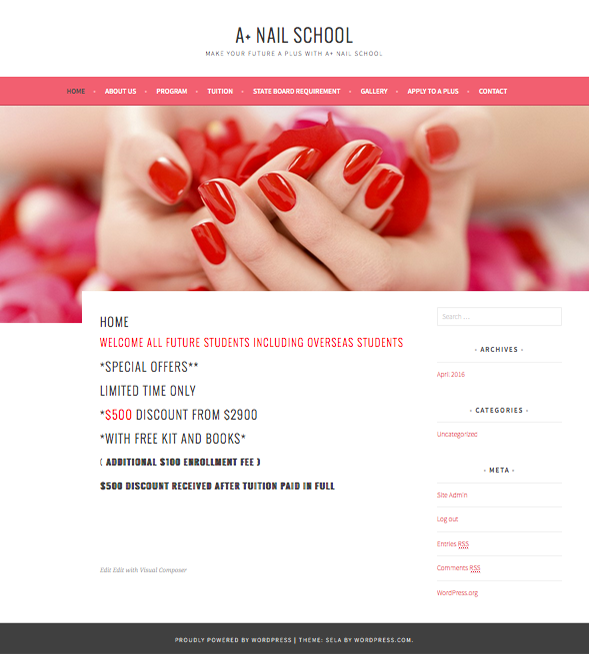 A+ NAIL SCHOOL
MAKE YOUR FUTURE A PLUS WITH A+ NAIL SCHOOL
HOME • ABOUT US • PROGRAM • TUITION • STATE BOARD REQUIREMENT • GALLERY • APPLY TO A PLUS • CONTACT
HOME
WELCOME ALL FUTURE STUDENTS INCLUDING OVERSEAS STUDENTS
*SPECIAL OFFERS**
LIMITED TIME ONLY
*$500 DISCOUNT FROM $2900
*WITH FREE KIT AND BOOKS*
( ADDITIONAL $100 ENROLLMENT FEE )
$500 DISCOUNT RECEIVED AFTER TUITION PAID IN FULL
Edit Edit with Visual Composer
Search …
• ARCHIVES •
April 2016
• CATEGORIES •
Uncategorized
• META •
Site Admin
Log out
Entries RSS
Comments RSS
WordPress.org
PROUDLY POWERED BY WORDPRESS | THEME: SELA BY WORDPRESS.COM.